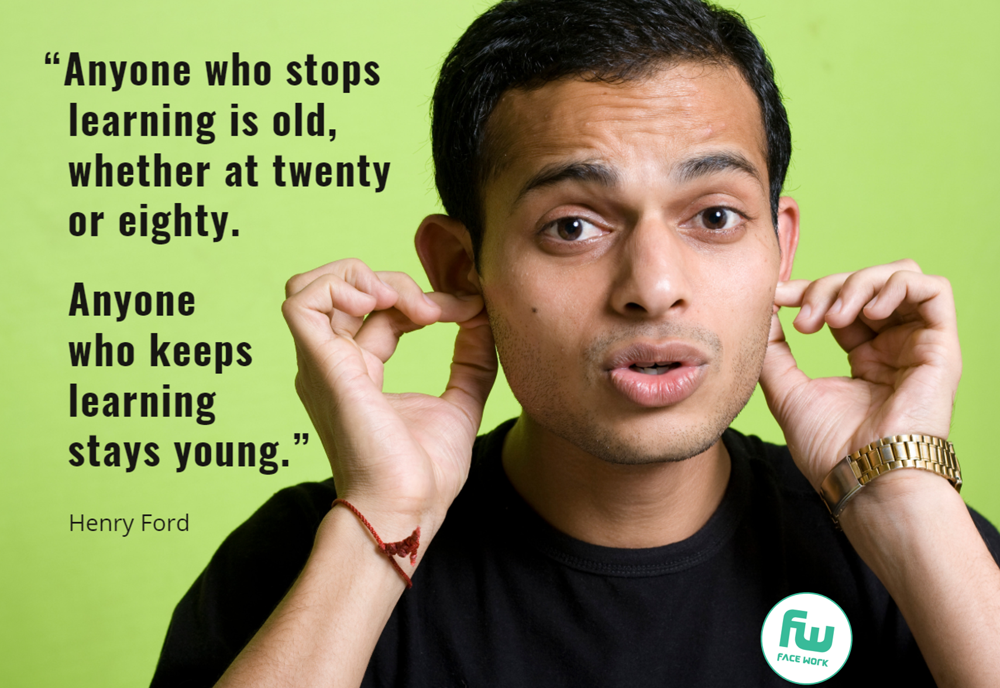 “Anyone who stops
learning is old,
whether at twenty
or eighty.
Anyone
who keeps
learning
stays young.”
Henry Ford
fw
FACE WORK